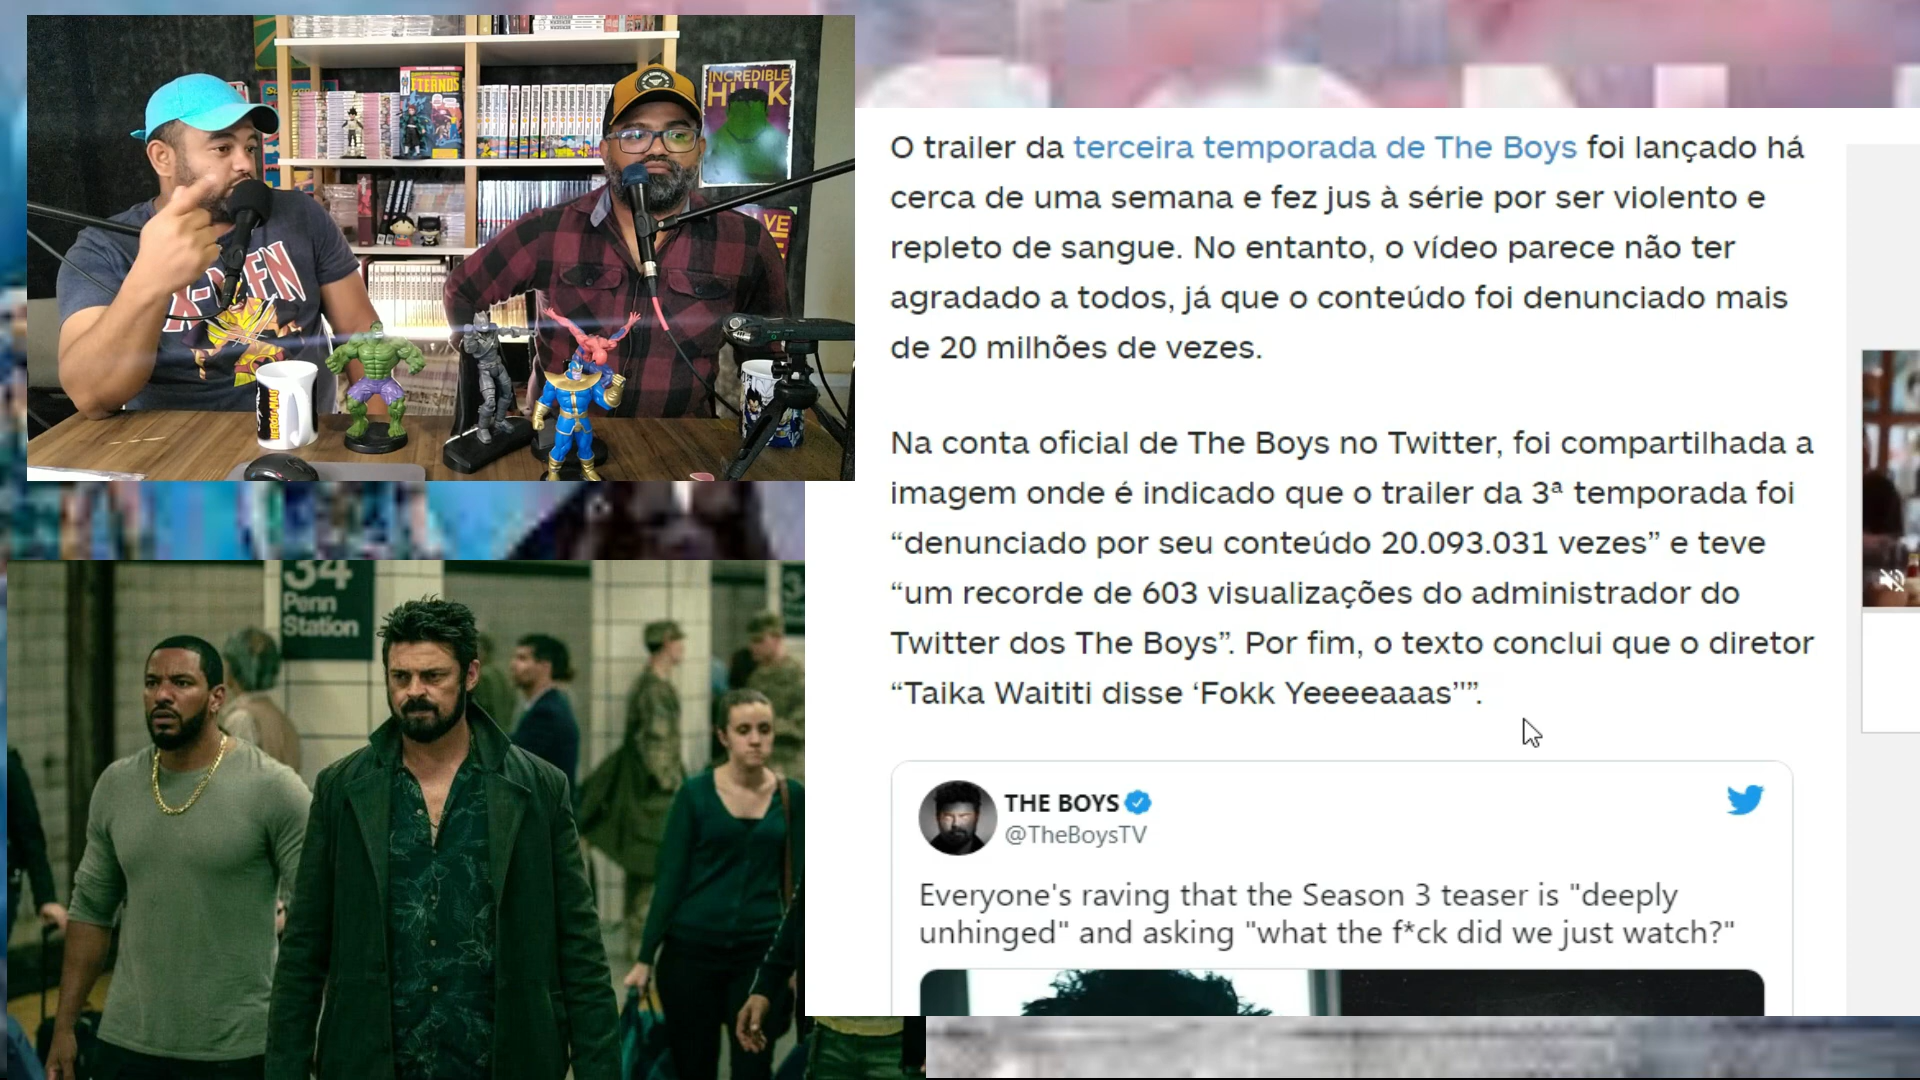 ETERNOS
INCREDIBLE
HULK
X-MEN
O trailer da terceira temporada de The Boys foi lançado há
cerca de uma semana e fez jus à série por ser violento e
repleto de sangue. No entanto, o vídeo parece não ter
agradado a todos, já que o conteúdo foi denunciado mais
de 20 milhões de vezes.
Na conta oficial de The Boys no Twitter, foi compartilhada a
imagem onde é indicado que o trailer da 3ª temporada foi
“denunciado por seu conteúdo 20.093.031 vezes” e teve
“um recorde de 603 visualizações do administrador do
Twitter dos The Boys”. Por fim, o texto conclui que o diretor
“Taika Waititi disse ‘Fokk Yeeeeaaas’”.
THE BOYS
@TheBoysTV
Everyone's raving that the Season 3 teaser is "deeply
unhinged" and asking "what the f*ck did we just watch?"
34
Penn
Station
3